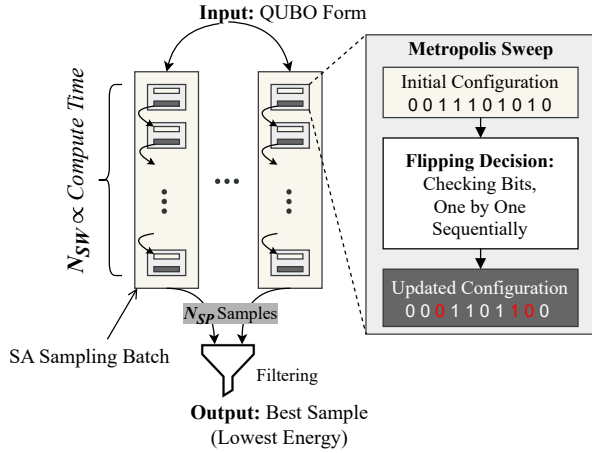 Input: QUBO Form
N_SW ∝ Compute Time
SA Sampling Batch
N_SP Samples
Filtering
Output: Best Sample
(Lowest Energy)
Metropolis Sweep
Initial Configuration
0 0 1 1 1 0 1 0 1 0
Flipping Decision:
Checking Bits,
One by One
Sequentially
Updated Configuration
0 0 0 1 1 0 1 1 0 0